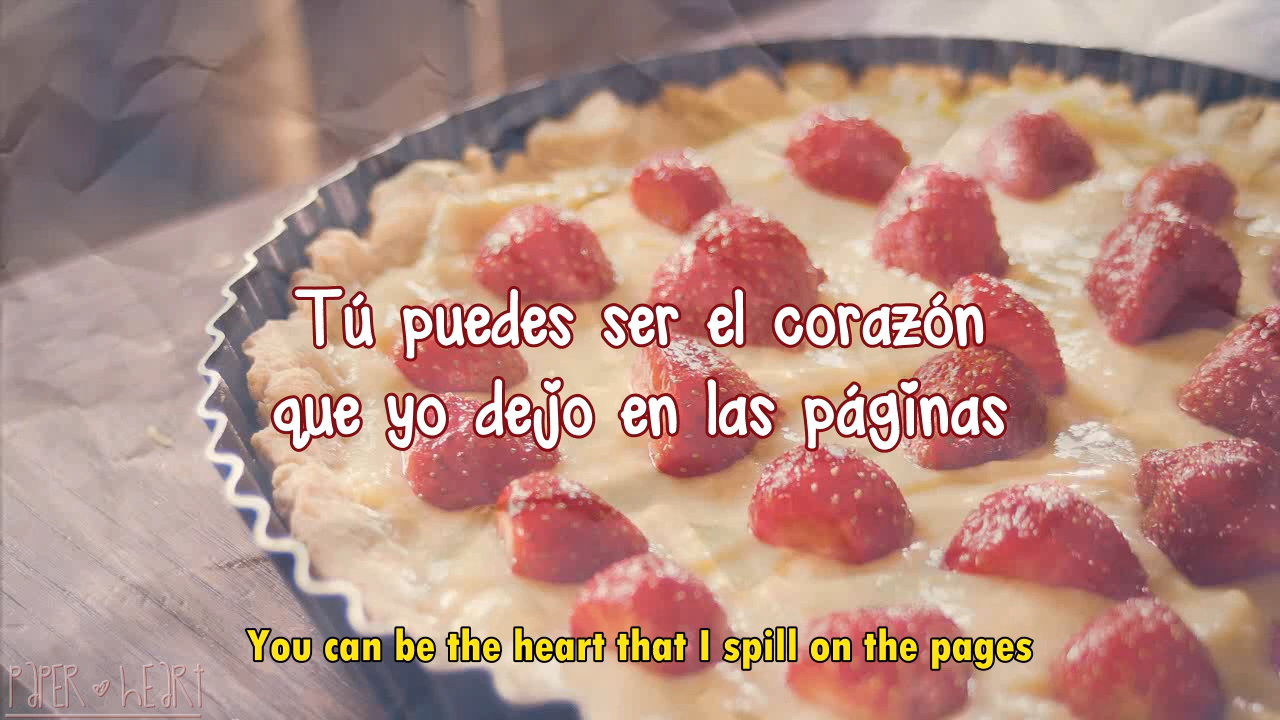 Tú puedes ser el corazón
que yo dejo en las páginas
You can be the heart that I spill on the pages
PAPER HEART